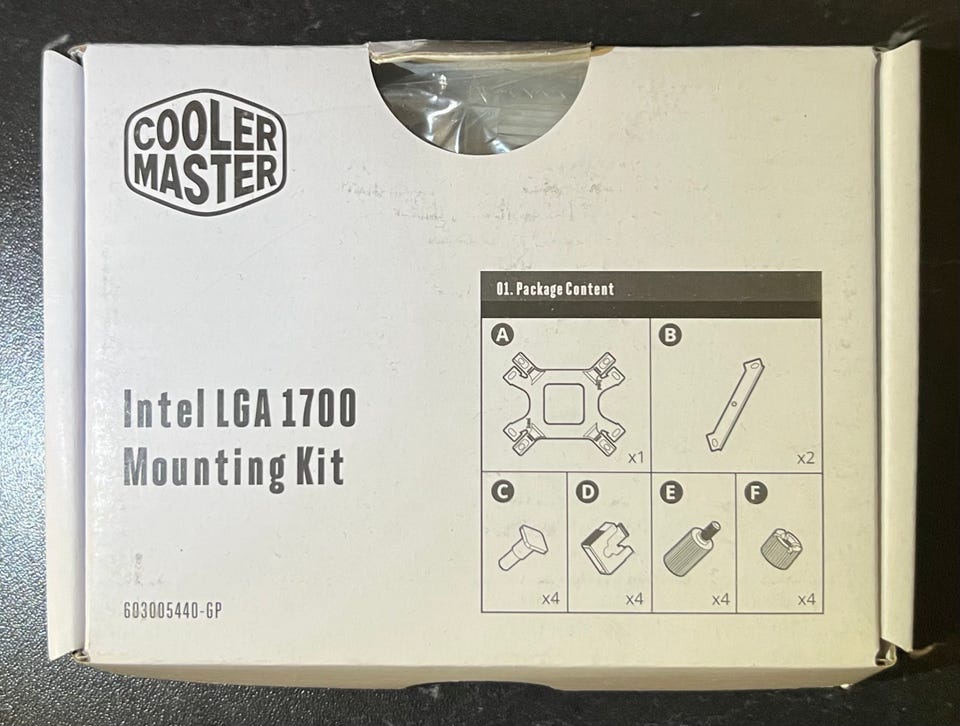 COOLER
MASTER
Intel LGA 1700
Mounting Kit
603005440-GP
01. Package Content
A
x1
B
x2
C
x4
D
x4
E
x4
F
x4